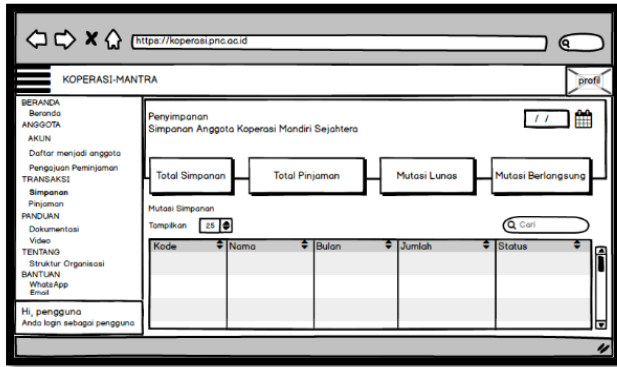 https://koperasi.pnc.ac.id
KOPERASI-MANTRA
profil
BERANDA
Beranda
ANGGOTA
AKUN
Daftar menjadi anggota
Pengajuan Peminjaman
TRANSAKSI
Simpanan
Pinjaman
PANDUAN
Dokumentasi
Video
TENTANG
Struktur Organisasi
BANTUAN
WhatsApp
Email
Hi, pengguna
Anda login sebagai pengguna
Penyimpanan
Simpanan Anggota Koperasi Mandiri Sejahtera
/ /
Total Simpanan
Total Pinjaman
Mutasi Lunas
Mutasi Berlangsung
Mutasi Simpanan
Tampilkan 25
Cari
Kode Nama Bulan Jumlah Status